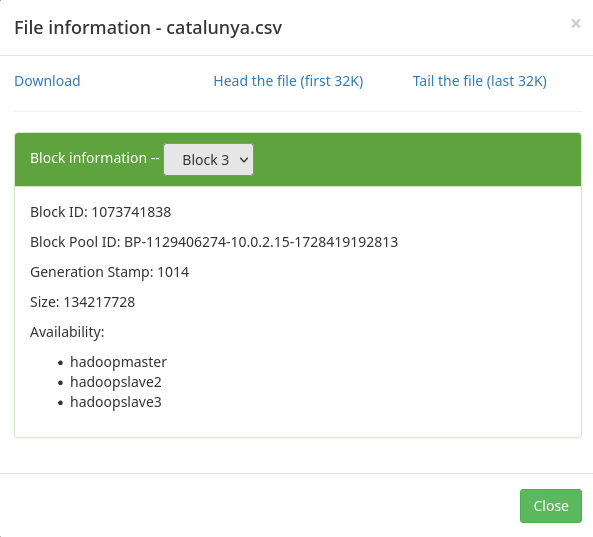 File information - catalunya.csv
×
Download Head the file (first 32K) Tail the file (last 32K)
Block information -- Block 3
Block ID: 1073741838
Block Pool ID: BP-1129406274-10.0.2.15-1728419192813
Generation Stamp: 1014
Size: 134217728
Availability:
• hadoopmaster
• hadoopslave2
• hadoopslave3
Close